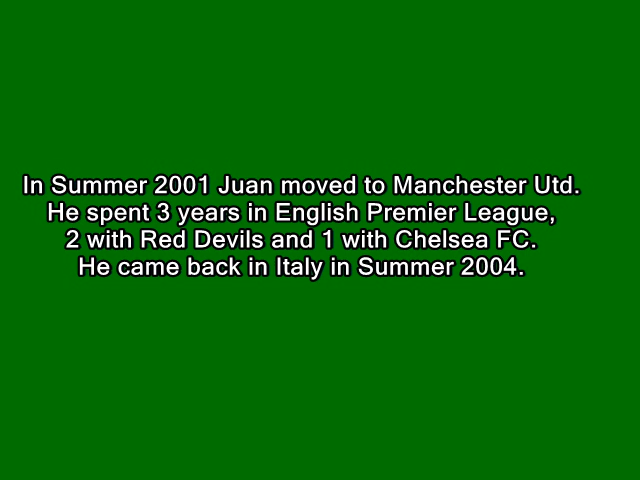 In Summer 2001 Juan moved to Manchester Utd.
He spent 3 years in English Premier League,
2 with Red Devils and 1 with Chelsea FC.
He came back in Italy in Summer 2004.